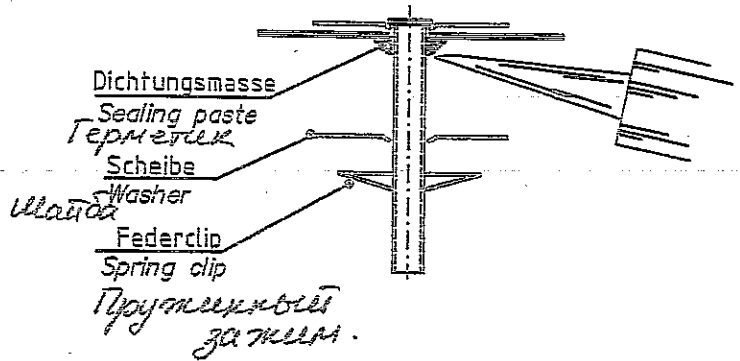 Dichtungsmasse
Sealing paste
Герметик
Scheibe
Washer
Шайба
Federclip
Spring clip
Пружинный
зажим.